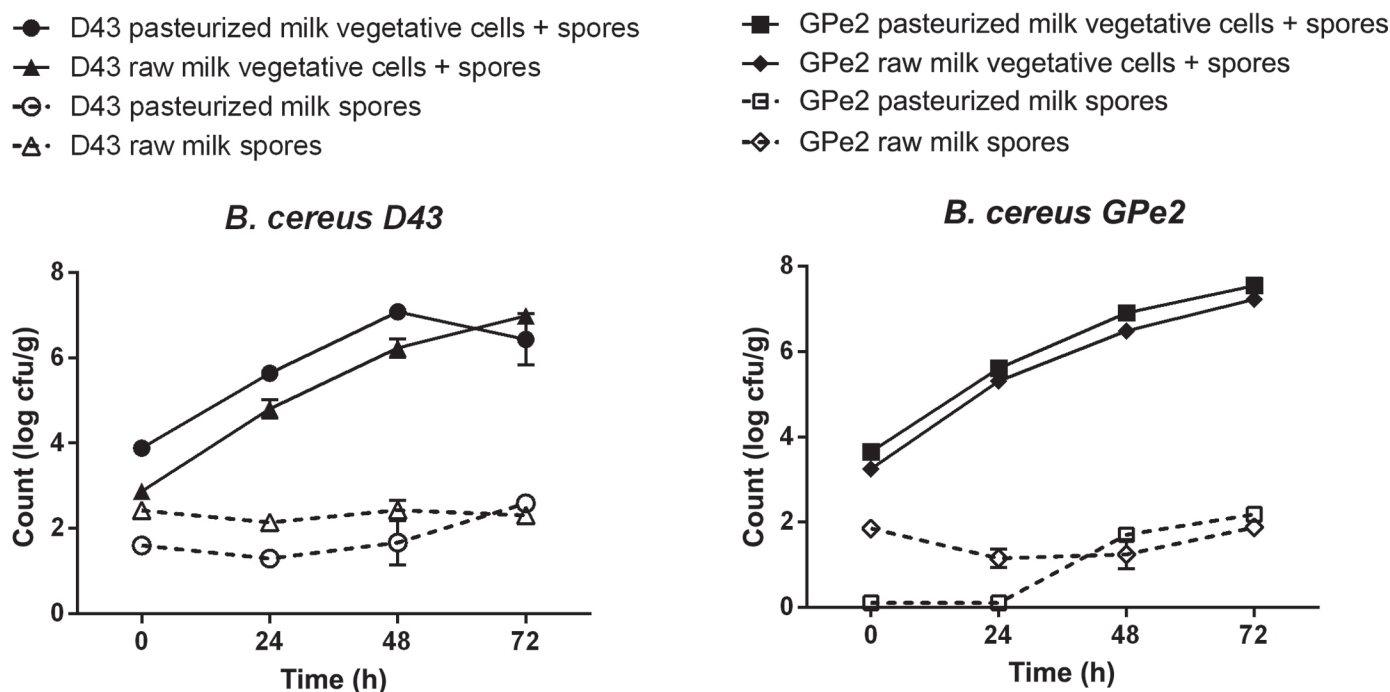 D43 pasteurized milk vegetative cells + spores
D43 raw milk vegetative cells + spores
D43 pasteurized milk spores
D43 raw milk spores
GPe2 pasteurized milk vegetative cells + spores
GPe2 raw milk vegetative cells + spores
GPe2 pasteurized milk spores
GPe2 raw milk spores
B. cereus D43
Count (log cfu/g)
8
6
4
2
0
0 24 48 72
Time (h)
B. cereus GPe2
Count (log cfu/g)
8
6
4
2
0
0 24 48 72
Time (h)